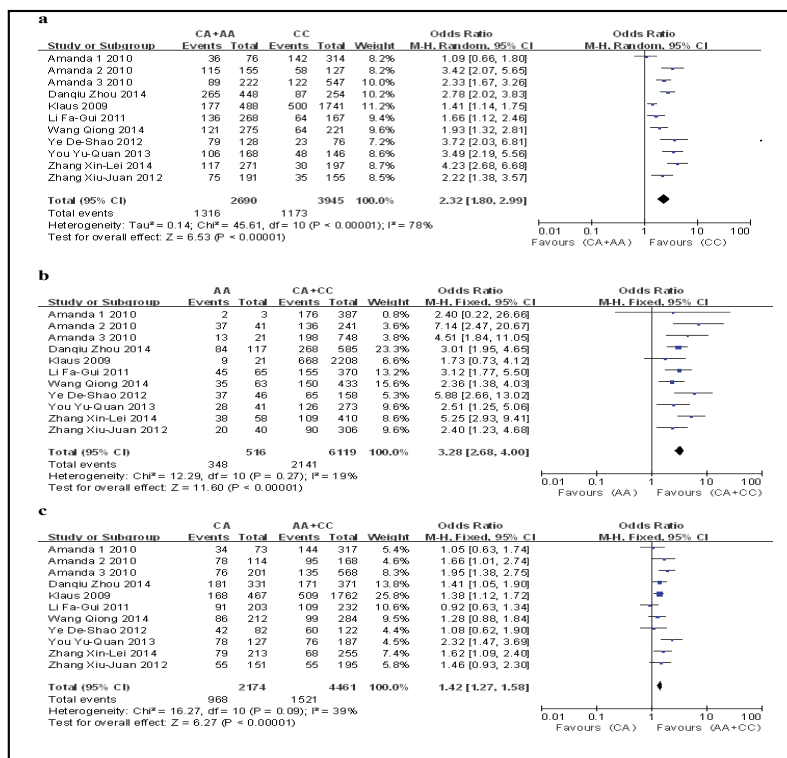 a
CA+AA CC Odds Ratio Odds Ratio
Study or Subgroup Events Total Events Total Weight M-H, Random, 95% CI M-H, Random, 95% CI
Amanda 1 2010 36 76 142 314 8.2% 1.09 [0.66, 1.80]
Amanda 2 2010 115 155 58 127 8.2% 3.42 [2.07, 5.65]
Amanda 3 2010 89 222 122 547 10.2% 2.33 [1.67, 3.26]
Danqiu Zhou 2014 265 448 87 254 10.4% 2.78 [2.02, 3.83]
Klaus 2009 177 488 500 1741 11.6% 1.41 [1.14, 1.75]
Li Fa-Gui 2011 136 268 64 167 9.4% 1.66 [1.12, 2.46]
Wang Qiong 2014 121 275 64 221 9.7% 1.93 [1.32, 2.81]
Ye De-Shao 2012 79 128 23 76 7.2% 3.72 [2.03, 6.81]
You Yu-Quan 2013 106 168 48 146 8.7% 3.49 [2.19, 5.56]
Zhang Xin-Lei 2014 117 271 30 197 8.8% 4.23 [2.68, 6.68]
Zhang Xiu-Juan 2012 75 191 35 155 8.6% 2.22 [1.38, 3.57]
Total (95% CI) 2690 3945 100.0% 2.32 [1.80, 2.99]
Total events 1316 1173
Heterogeneity: Tau² = 0.14; Chi² = 45.61, df = 10 (P < 0.00001); I² = 78%
Test for overall effect: Z = 6.53 (P < 0.00001)
0.01 0.1 1 10 100
Favours (CA+AA) Favours (CC)
b
AA CA+CC Odds Ratio Odds Ratio
Study or Subgroup Events Total Events Total Weight M-H, Fixed, 95% CI M-H, Fixed, 95% CI
Amanda 1 2010 2 3 176 387 0.8% 2.40 [0.22, 26.66]
Amanda 2 2010 37 41 136 241 3.6% 7.14 [2.47, 20.67]
Amanda 3 2010 13 21 198 748 3.6% 4.51 [1.84, 11.05]
Danqiu Zhou 2014 84 117 268 585 23.3% 3.01 [1.95, 4.65]
Klaus 2009 9 21 668 2208 7.1% 1.73 [0.73, 4.12]
Li Fa-Gui 2011 45 65 155 370 13.2% 3.12 [1.77, 5.50]
Wang Qiong 2014 35 63 150 433 15.6% 2.36 [1.38, 4.03]
Ye De-Shao 2012 37 46 65 158 5.0% 5.88 [2.66, 13.02]
You Yu-Quan 2013 28 41 126 273 9.6% 2.51 [1.25, 5.06]
Zhang Xin-Lei 2014 38 58 109 410 8.4% 5.25 [2.93, 9.41]
Zhang Xiu-Juan 2012 20 40 90 306 9.8% 2.40 [1.23, 4.68]
Total (95% CI) 516 6119 100.0% 3.28 [2.68, 4.00]
Total events 348 2141
Heterogeneity: Chi² = 12.29, df = 10 (P = 0.27); I² = 19%
Test for overall effect: Z = 11.60 (P < 0.00001)
0.01 0.1 1 10 100
Favours (AA) Favours (CA+CC)
c
CA AA+CC Odds Ratio Odds Ratio
Study or Subgroup Events Total Events Total Weight M-H, Fixed, 95% CI M-H, Fixed, 95% CI
Amanda 1 2010 34 73 144 317 5.4% 1.05 [0.63, 1.74]
Amanda 2 2010 78 114 95 168 4.6% 1.66 [1.01, 2.74]
Amanda 3 2010 76 201 135 568 8.3% 1.95 [1.38, 2.75]
Danqiu Zhou 2014 181 331 171 371 13.8% 1.41 [1.05, 1.90]
Klaus 2009 168 467 509 1762 25.8% 1.38 [1.12, 1.72]
Li Fa-Gui 2011 91 203 109 232 10.6% 0.92 [0.63, 1.34]
Wang Qiong 2014 86 212 99 284 9.4% 1.28 [0.88, 1.84]
Ye De-Shao 2012 42 82 60 122 4.6% 1.08 [0.62, 1.90]
You Yu-Quan 2013 78 127 76 187 4.3% 2.32 [1.47, 3.69]
Zhang Xin-Lei 2014 79 213 68 255 7.4% 1.62 [1.09, 2.40]
Zhang Xiu-Juan 2012 55 151 55 195 5.8% 1.46 [0.93, 2.30]
Total (95% CI) 2174 4461 100.0% 1.42 [1.27, 1.58]
Total events 968 1521
Heterogeneity: Chi² = 16.27, df = 10 (P = 0.09); I² = 39%
Test for overall effect: Z = 6.27 (P < 0.00001)
0.01 0.1 1 10 100
Favours (CA) Favours (AA+CC)